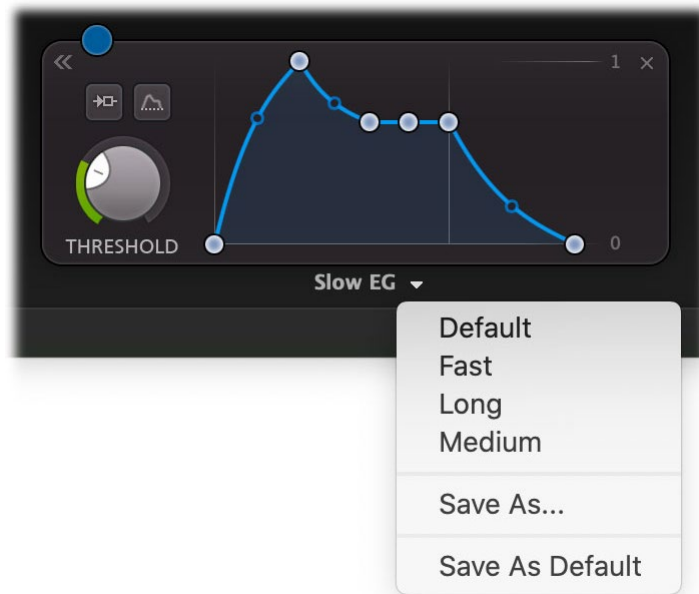 1
THRESHOLD
0
Slow EG
Default
Fast
Long
Medium
Save As...
Save As Default